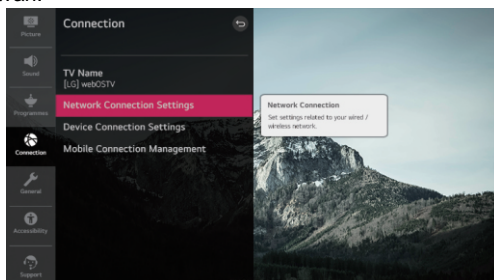 Picture
Sound
Programmes
Connection
General
Accessibility
Support
Connection
TV Name
[LG] webOSTV
Network Connection Settings
Device Connection Settings
Mobile Connection Management
Network Connection
Set settings related to your wired /
wireless network.